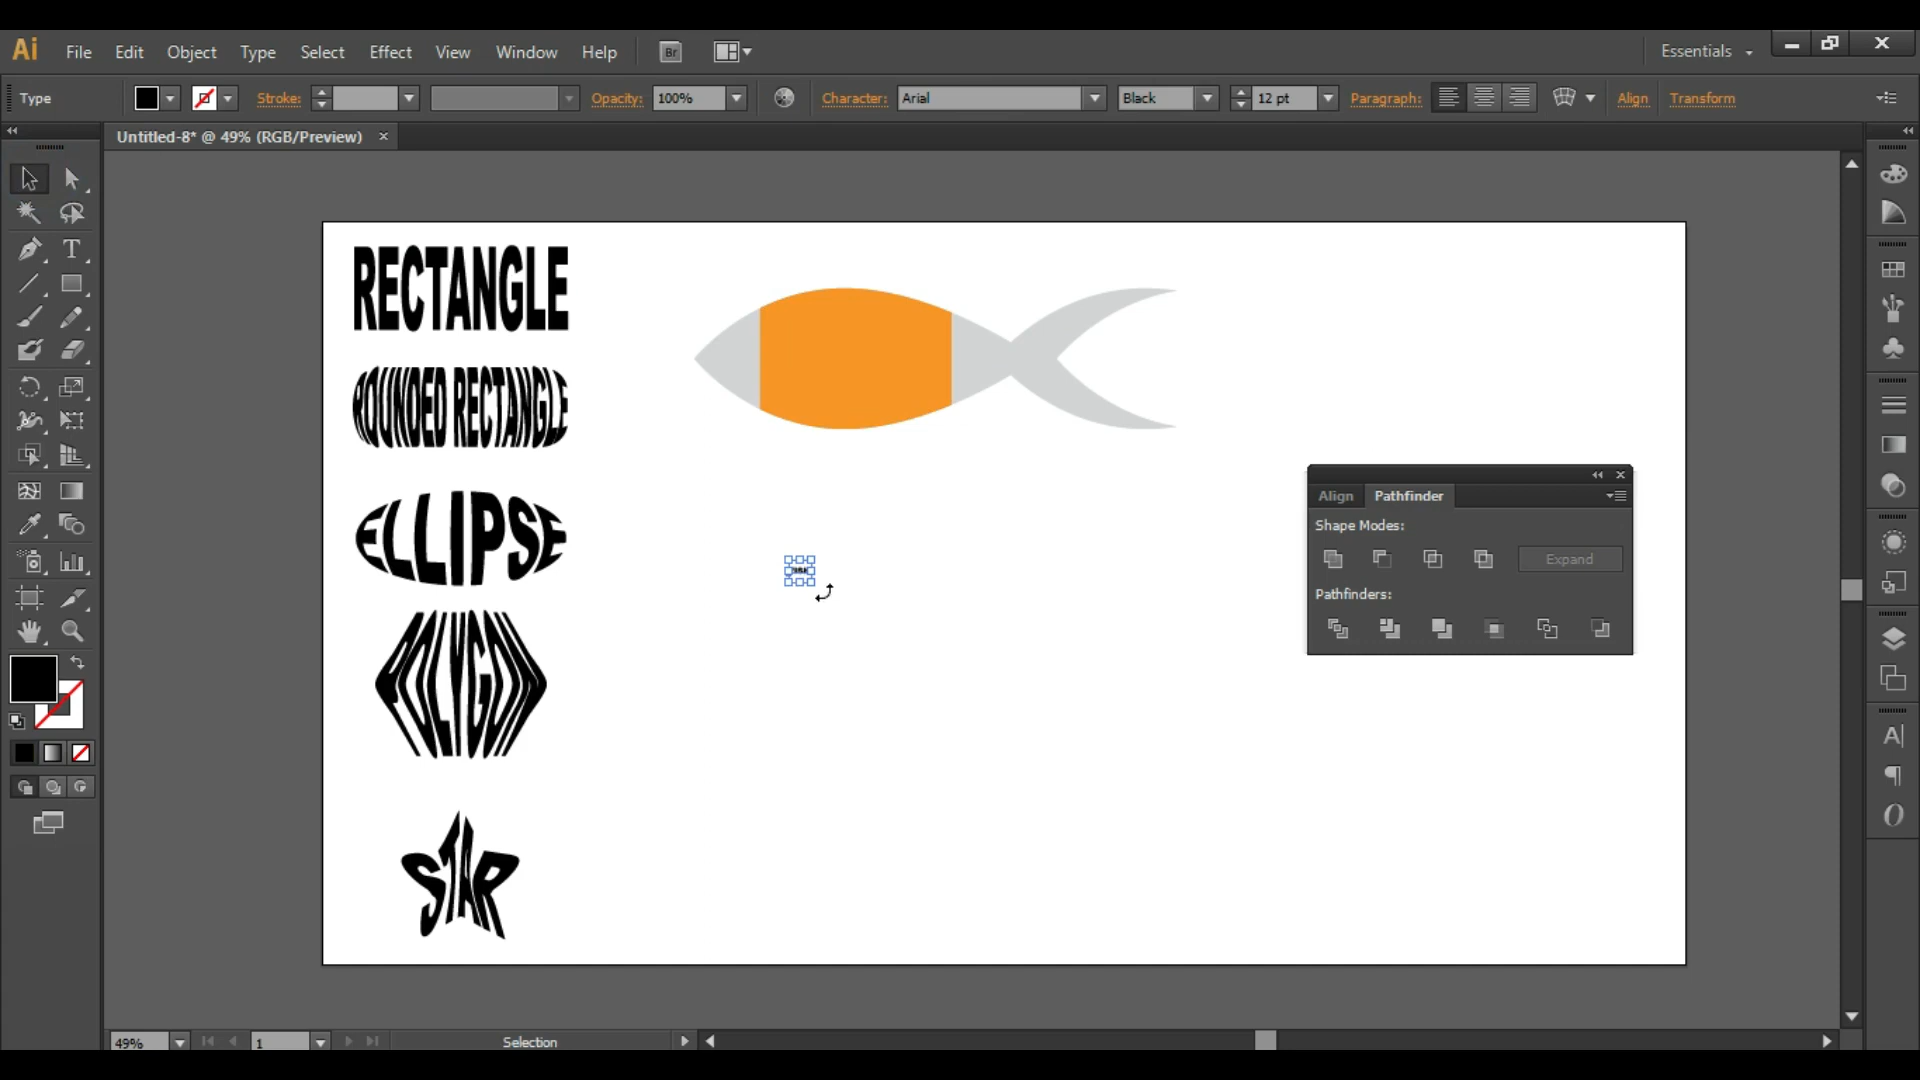 Ai File Edit Object Type Select Effect View Window Help Br Essentials
Type Stroke: Opacity: 100% Character: Arial Black 12 pt Paragraph: Align Transform
Untitled-8* @ 49% (RGB/Preview)
RECTANGLE
ROUNDED RECTANGLE
ELLIPSE
POLYGON
STAR
Align Pathfinder
Shape Modes:
Expand
Pathfinders:
49% 1 Selection